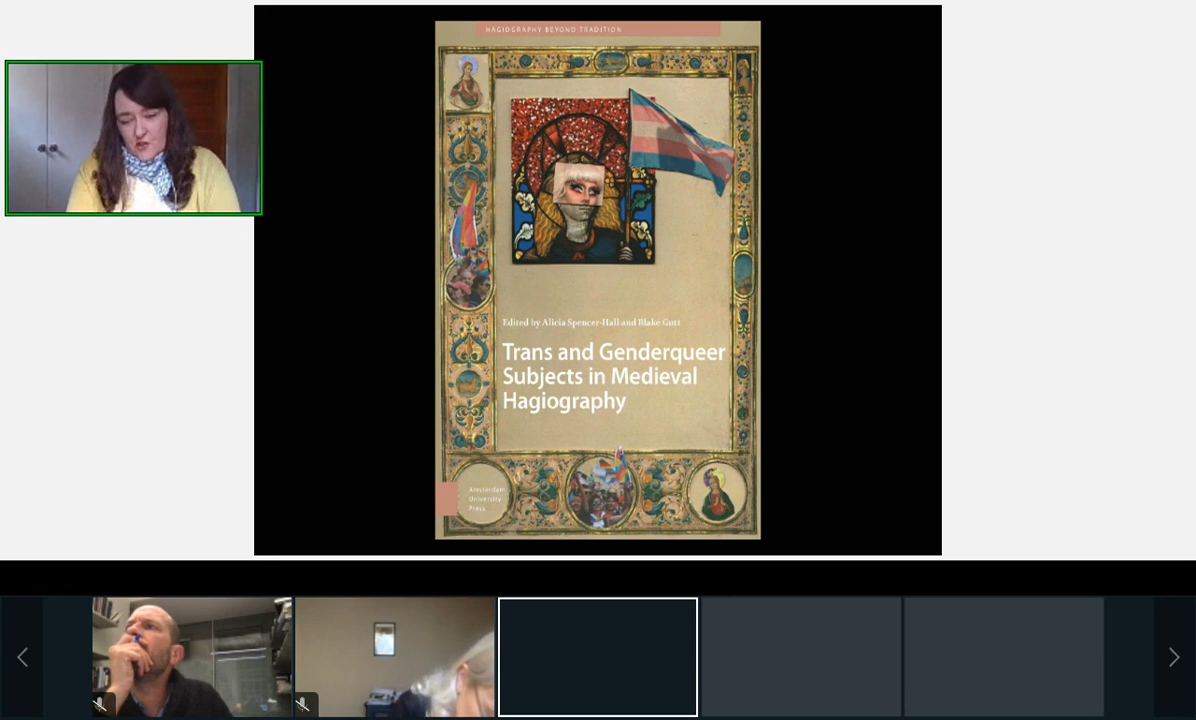 HAGIOGRAPHY BEYOND TRADITION
Edited by Alicia Spencer-Hall and Blake Gutt
Trans and Genderqueer
Subjects in Medieval
Hagiography
Amsterdam
University
Press